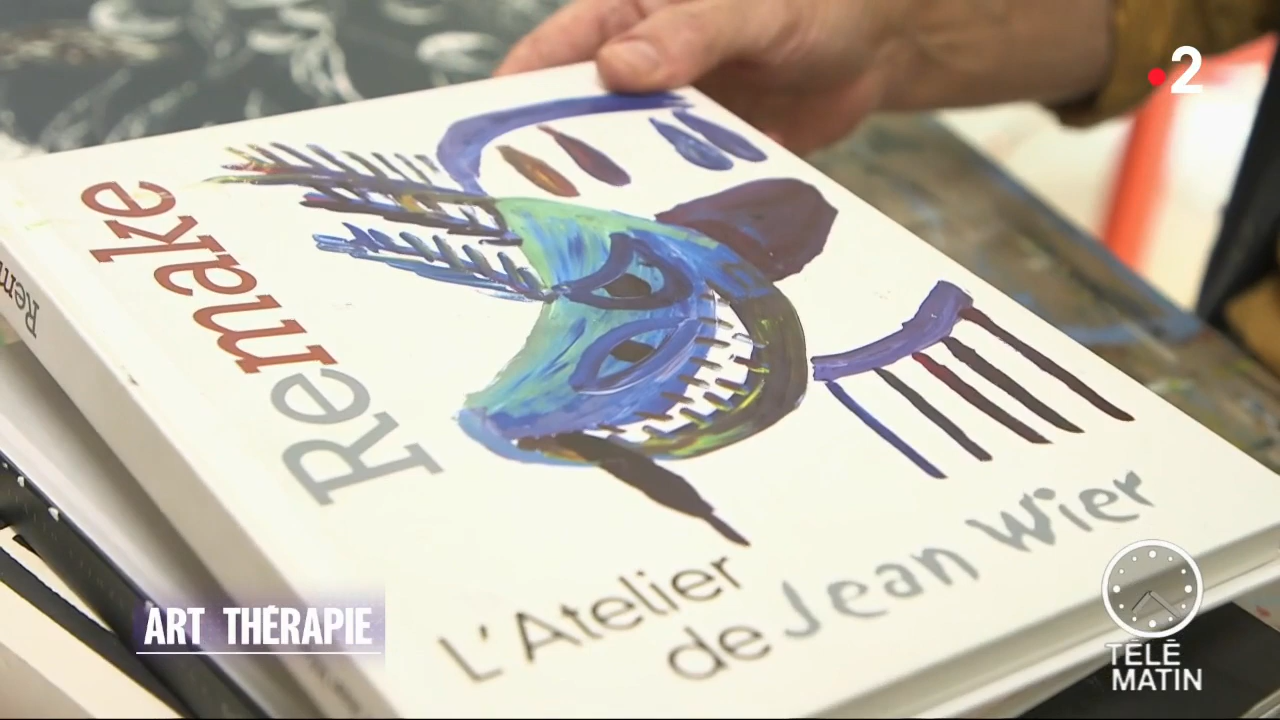 2
Remake
Rem
L'Atelier
de Jean Wier
ART THÉRAPIE
TÉLÉ
MATIN